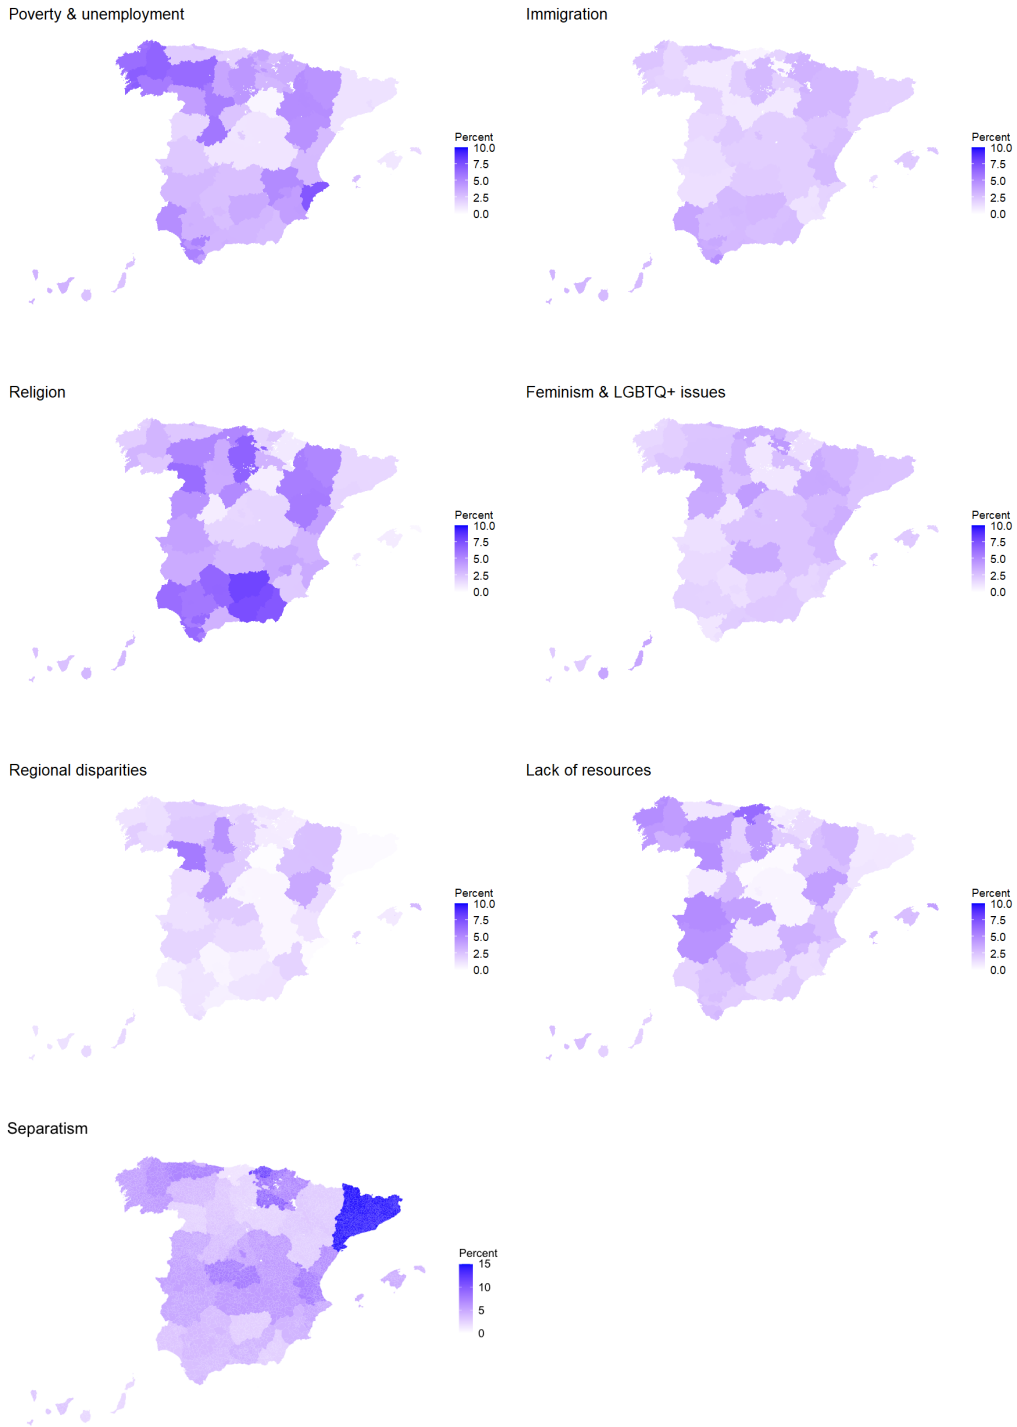 Poverty & unemployment
Percent
10.0
7.5
5.0
2.5
0.0
Immigration
Percent
10.0
7.5
5.0
2.5
0.0
Religion
Percent
10.0
7.5
5.0
2.5
0.0
Feminism & LGBTQ+ issues
Percent
10.0
7.5
5.0
2.5
0.0
Regional disparities
Percent
10.0
7.5
5.0
2.5
0.0
Lack of resources
Percent
10.0
7.5
5.0
2.5
0.0
Separatism
Percent
15
10
5
0